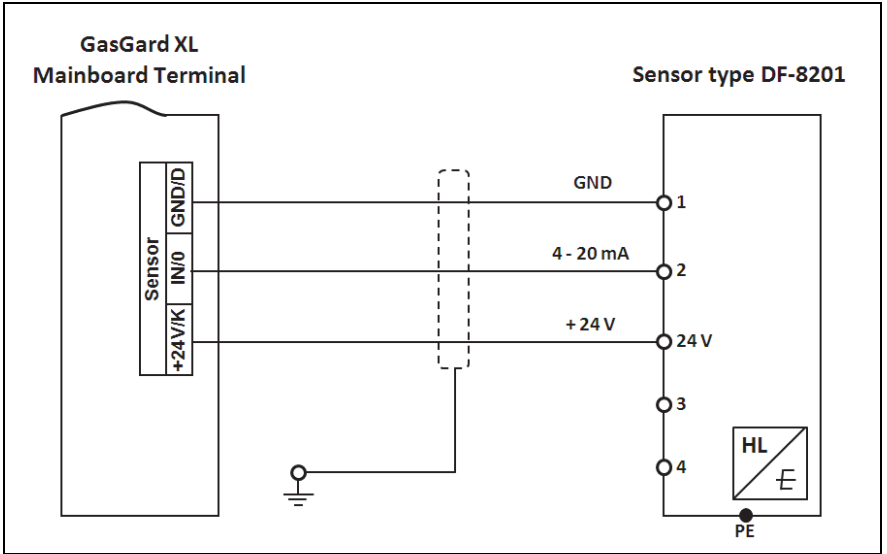 GasGard XL
Mainboard Terminal
Sensor type DF-8201
Sensor
GND/D
IN/0
+24V/K
GND
4 - 20 mA
+ 24 V
1
2
24 V
3
4
HL
E
PE